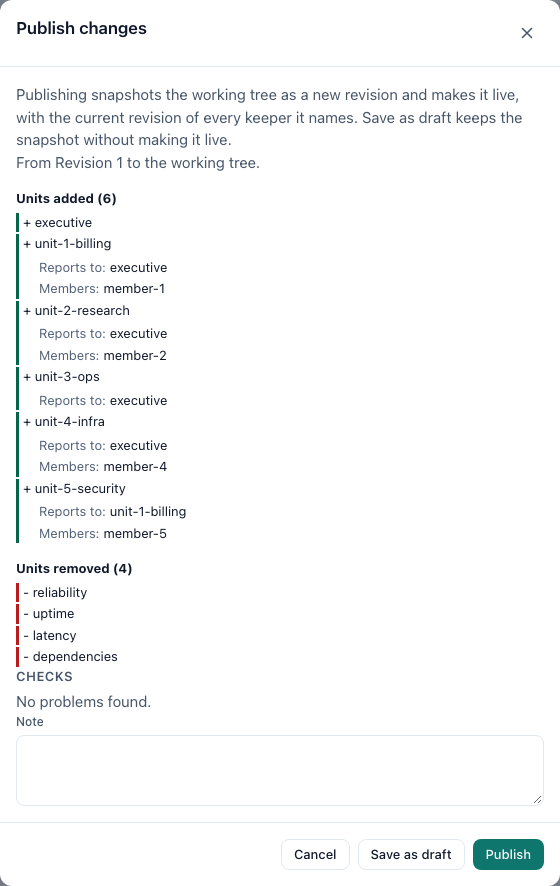 Publish changes
Publishing snapshots the working tree as a new revision and makes it live,
with the current revision of every keeper it names. Save as draft keeps the
snapshot without making it live.
From Revision 1 to the working tree.
Units added (6)
+ executive
+ unit-1-billing
Reports to: executive
Members: member-1
+ unit-2-research
Reports to: executive
Members: member-2
+ unit-3-ops
Reports to: executive
+ unit-4-infra
Reports to: executive
Members: member-4
+ unit-5-security
Reports to: unit-1-billing
Members: member-5
Units removed (4)
- reliability
- uptime
- latency
- dependencies
CHECKS
No problems found.
Note
Cancel
Save as draft
Publish